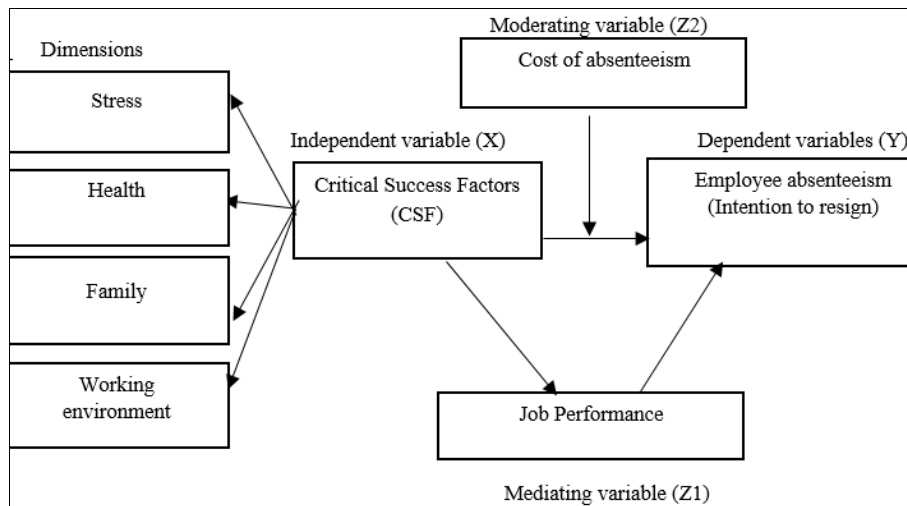 Moderating variable (Z2)
Dimensions
Cost of absenteeism
Stress
Independent variable (X)
Dependent variables (Y)
Health
Critical Success Factors
(CSF)
Employee absenteeism
(Intention to resign)
Family
Working
environment
Job Performance
Mediating variable (Z1)